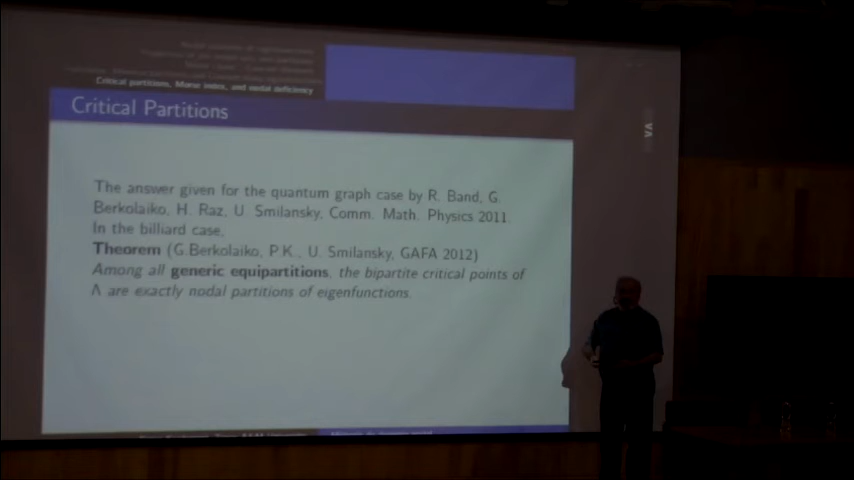 Critical partitions, Morse index, and nodal deficiency
Critical Partitions
The answer given for the quantum graph case by R. Band, G.
Berkolaiko, H. Raz, U. Smilansky, Comm. Math. Physics 2011
In the billiard case,
Theorem (G.Berkolaiko, P.K., U. Smilansky, GAFA 2012)
Among all generic equipartitions, the bipartite critical points of
Λ are exactly nodal partitions of eigenfunctions.